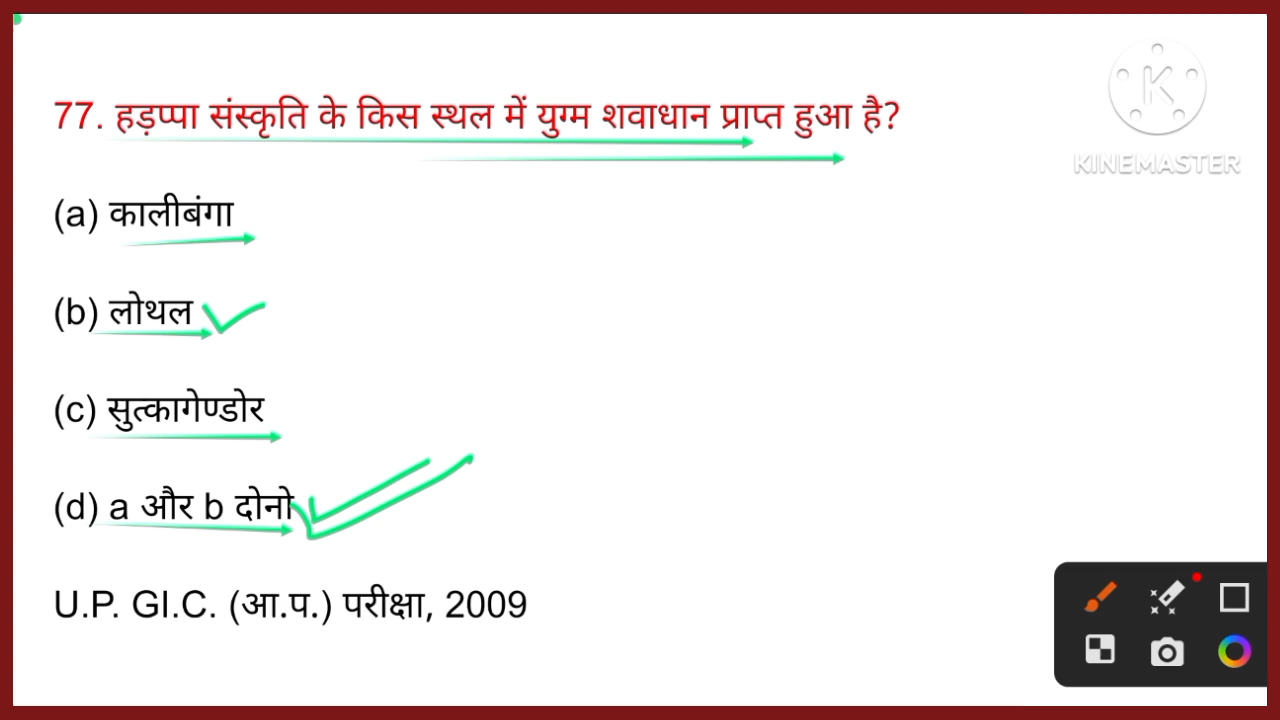 77. हड़प्पा संस्कृति के किस स्थल में युग्म शवाधान प्राप्त हुआ है?
K
KINEMASTER
(a) कालीबंगा
(b) लोथल
(c) सुत्कागेण्डोर
(d) a और b दोनो
U.P. GI.C. (आ.प.) परीक्षा, 2009